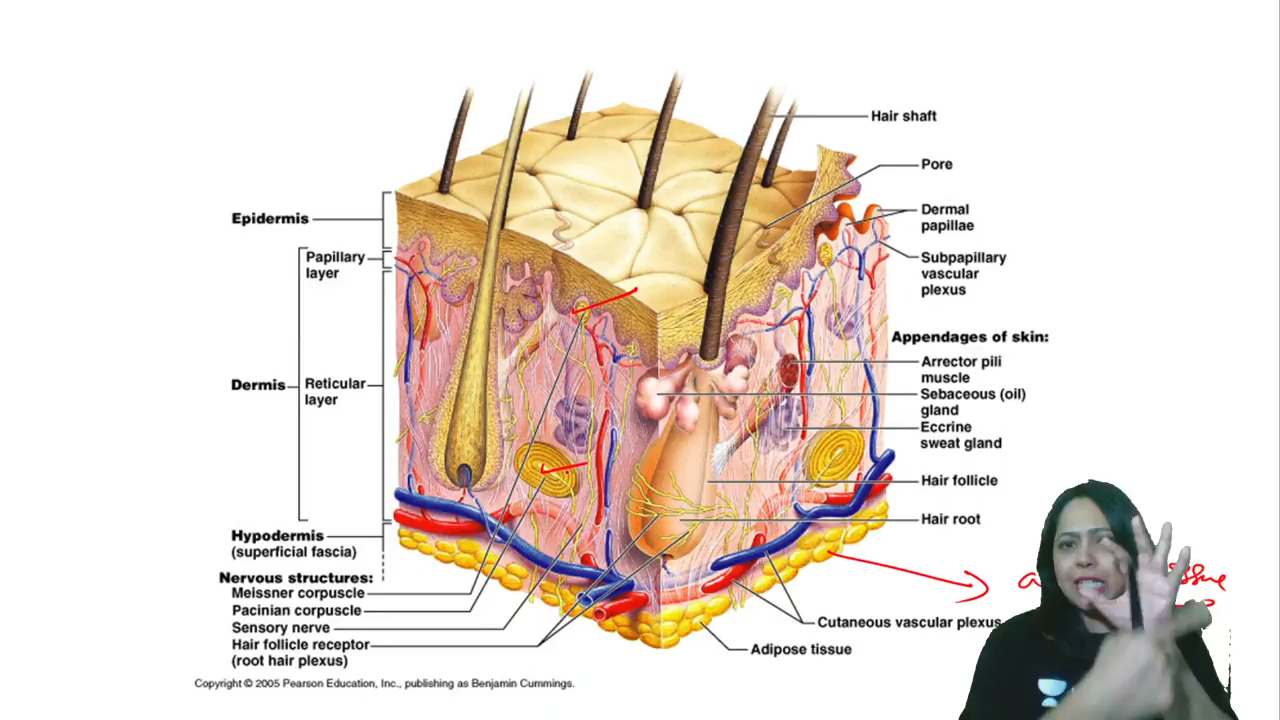 Hair shaft
Pore
Dermal
papillae
Subpapillary
vascular
plexus
Appendages of skin:
Arrector pili
muscle
Sebaceous (oil)
gland
Eccrine
sweat gland
Hair follicle
Hair root
Cutaneous vascular plexus
Adipose tissue
Epidermis
Papillary
layer
Dermis
Reticular
layer
Hypodermis
(superficial fascia)
Nervous structures:
Meissner corpuscle
Pacinian corpuscle
Sensory nerve
Hair follicle receptor
(root hair plexus)
Copyright © 2005 Pearson Education, Inc., publishing as Benjamin Cummings.